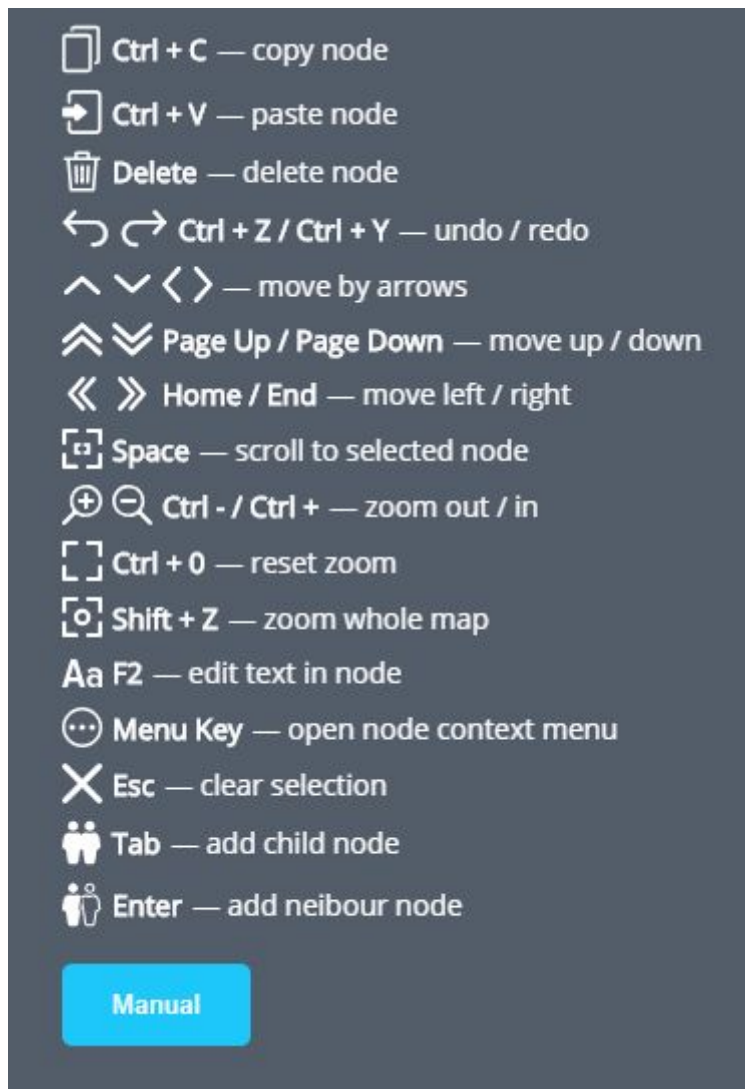 Ctrl + C — copy node
Ctrl + V — paste node
Delete — delete node
Ctrl + Z / Ctrl + Y — undo / redo
— move by arrows
Page Up / Page Down — move up / down
Home / End — move left / right
Space — scroll to selected node
Ctrl - / Ctrl + — zoom out / in
Ctrl + 0 — reset zoom
Shift + Z — zoom whole map
Aa F2 — edit text in node
Menu Key — open node context menu
Esc — clear selection
Tab — add child node
Enter — add neibour node
Manual